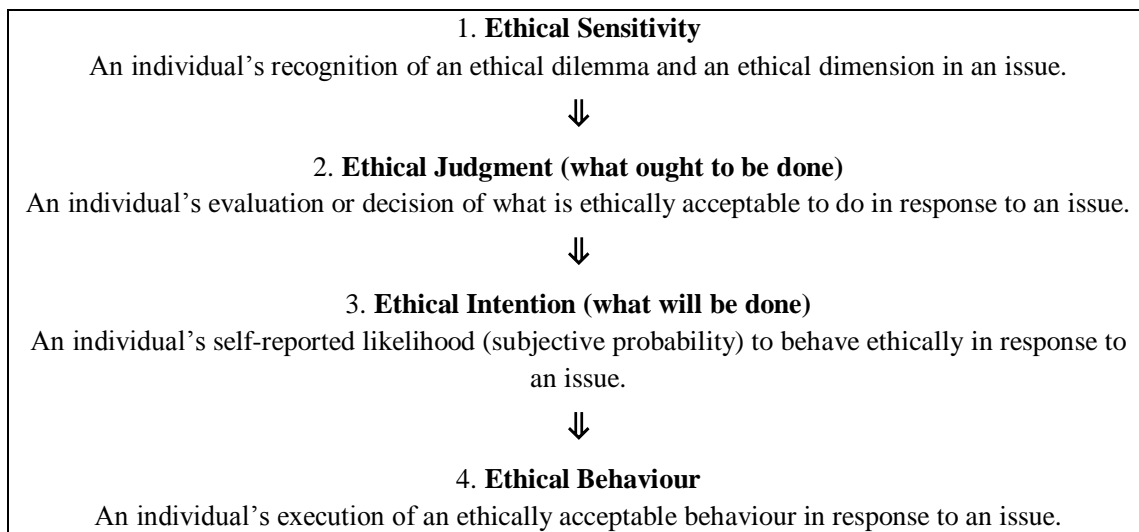 1. Ethical Sensitivity
An individual’s recognition of an ethical dilemma and an ethical dimension in an issue.
⇓
2. Ethical Judgment (what ought to be done)
An individual’s evaluation or decision of what is ethically acceptable to do in response to an issue.
⇓
3. Ethical Intention (what will be done)
An individual’s self-reported likelihood (subjective probability) to behave ethically in response to
an issue.
⇓
4. Ethical Behaviour
An individual’s execution of an ethically acceptable behaviour in response to an issue.